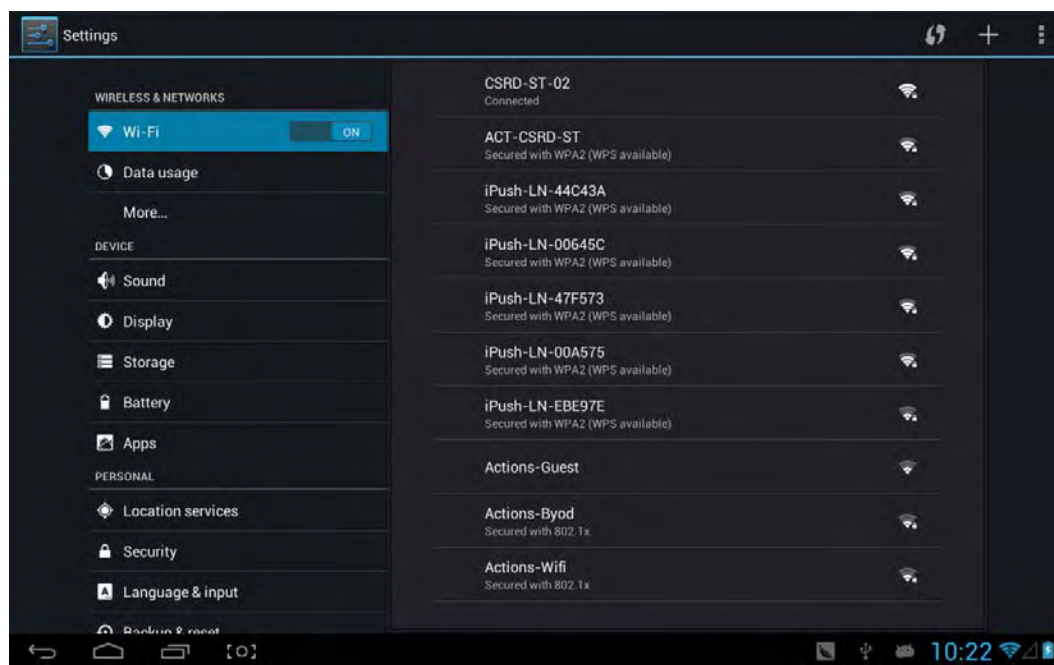 Settings
WIRELESS & NETWORKS
Wi-Fi
ON
Data usage
More...
DEVICE
Sound
Display
Storage
Battery
Apps
PERSONAL
Location services
Security
Language & input
Backup & reset
CSRD-ST-02
Connected
ACT-CSRD-ST
Secured with WPA2 (WPS available)
iPush-LN-44C43A
Secured with WPA2 (WPS available)
iPush-LN-00645C
Secured with WPA2 (WPS available)
iPush-LN-47F573
Secured with WPA2 (WPS available)
iPush-LN-00A575
Secured with WPA2 (WPS available)
iPush-LN-EBE97E
Secured with WPA2 (WPS available)
Actions-Guest
Actions-Byod
Secured with 802.1x
Actions-Wifi
Secured with 802.1x
10:22